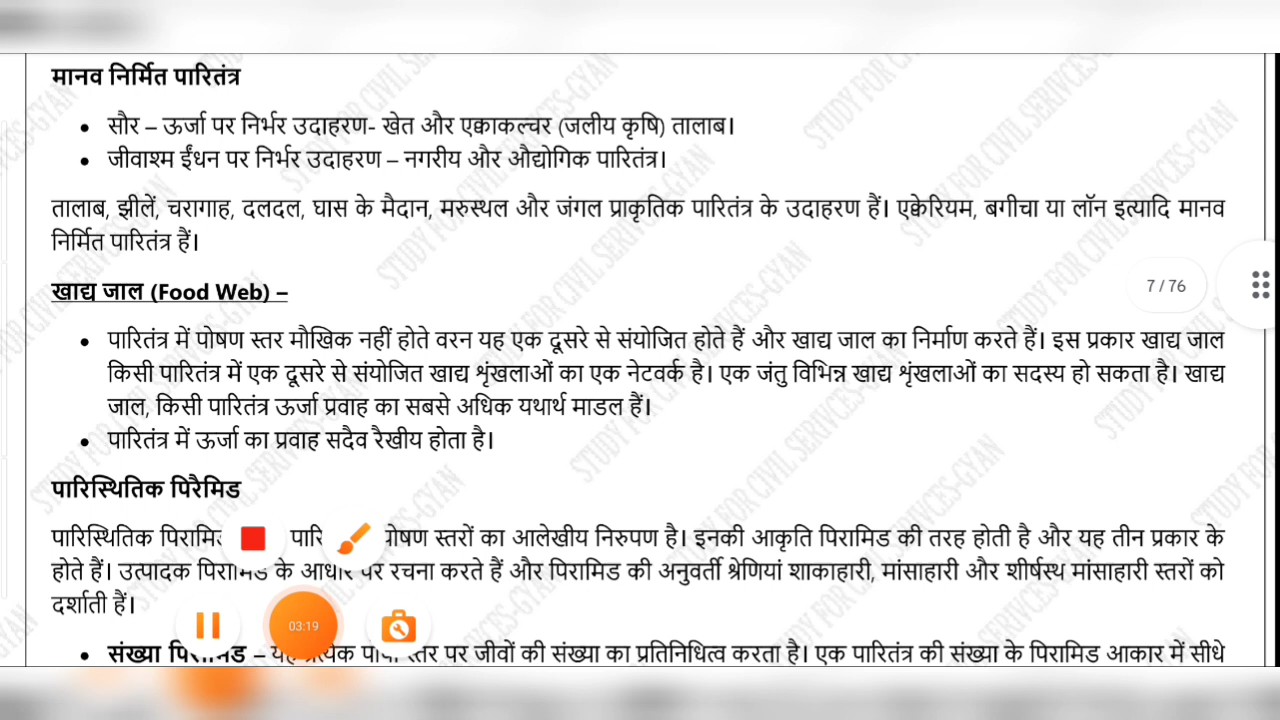 मानव निर्मित पारितंत्र
• सौर – ऊर्जा पर निर्भर उदाहरण- खेत और एक्वाकल्चर (जलीय कृषि) तालाब।
• जीवाश्म ईंधन पर निर्भर उदाहरण – नगरीय और औद्योगिक पारितंत्र।
तालाब, झीलें, चरागाह, दलदल, घास के मैदान, मरुस्थल और जंगल प्राकृतिक पारितंत्र के उदाहरण हैं। एक्वेरियम, बगीचा या लॉन इत्यादि मानव
निर्मित पारितंत्र हैं।
7 / 76
खाद्य जाल (Food Web) –
• पारितंत्र में पोषण स्तर मौखिक नहीं होते वरन यह एक दूसरे से संयोजित होते हैं और खाद्य जाल का निर्माण करते हैं। इस प्रकार खाद्य जाल
किसी पारितंत्र में एक दूसरे से संयोजित खाद्य शृंखलाओं का एक नेटवर्क है। एक जंतु विभिन्न खाद्य शृंखलाओं का सदस्य हो सकता है। खाद्य
जाल, किसी पारितंत्र ऊर्जा प्रवाह का सबसे अधिक यथार्थ माडल हैं।
• पारितंत्र में ऊर्जा का प्रवाह सदैव रैखीय होता है।
पारिस्थितिक पिरैमिड
पारिस्थितिक पोषण स्तरों का आलेखीय निरुपण है। इनकी आकृति पिरामिड की तरह होती है और यह तीन प्रकार के
होते हैं। उत्पादक पिरामिड के आधार पर रचना करते हैं और पिरामिड की अनुवर्ती श्रेणियां शाकाहारी, मांसाहारी और शीर्षस्थ मांसाहारी स्तरों को
दर्शाती हैं।
03:19
• संख्या पिरामिड – यह प्रत्येक स्तर पर जीवों की संख्या का प्रतिनिधित्व करता है। एक पारितंत्र की संख्या के पिरामिड आकार में सीधे
STUDY FOR CIVIL SERIVCES-GYAN